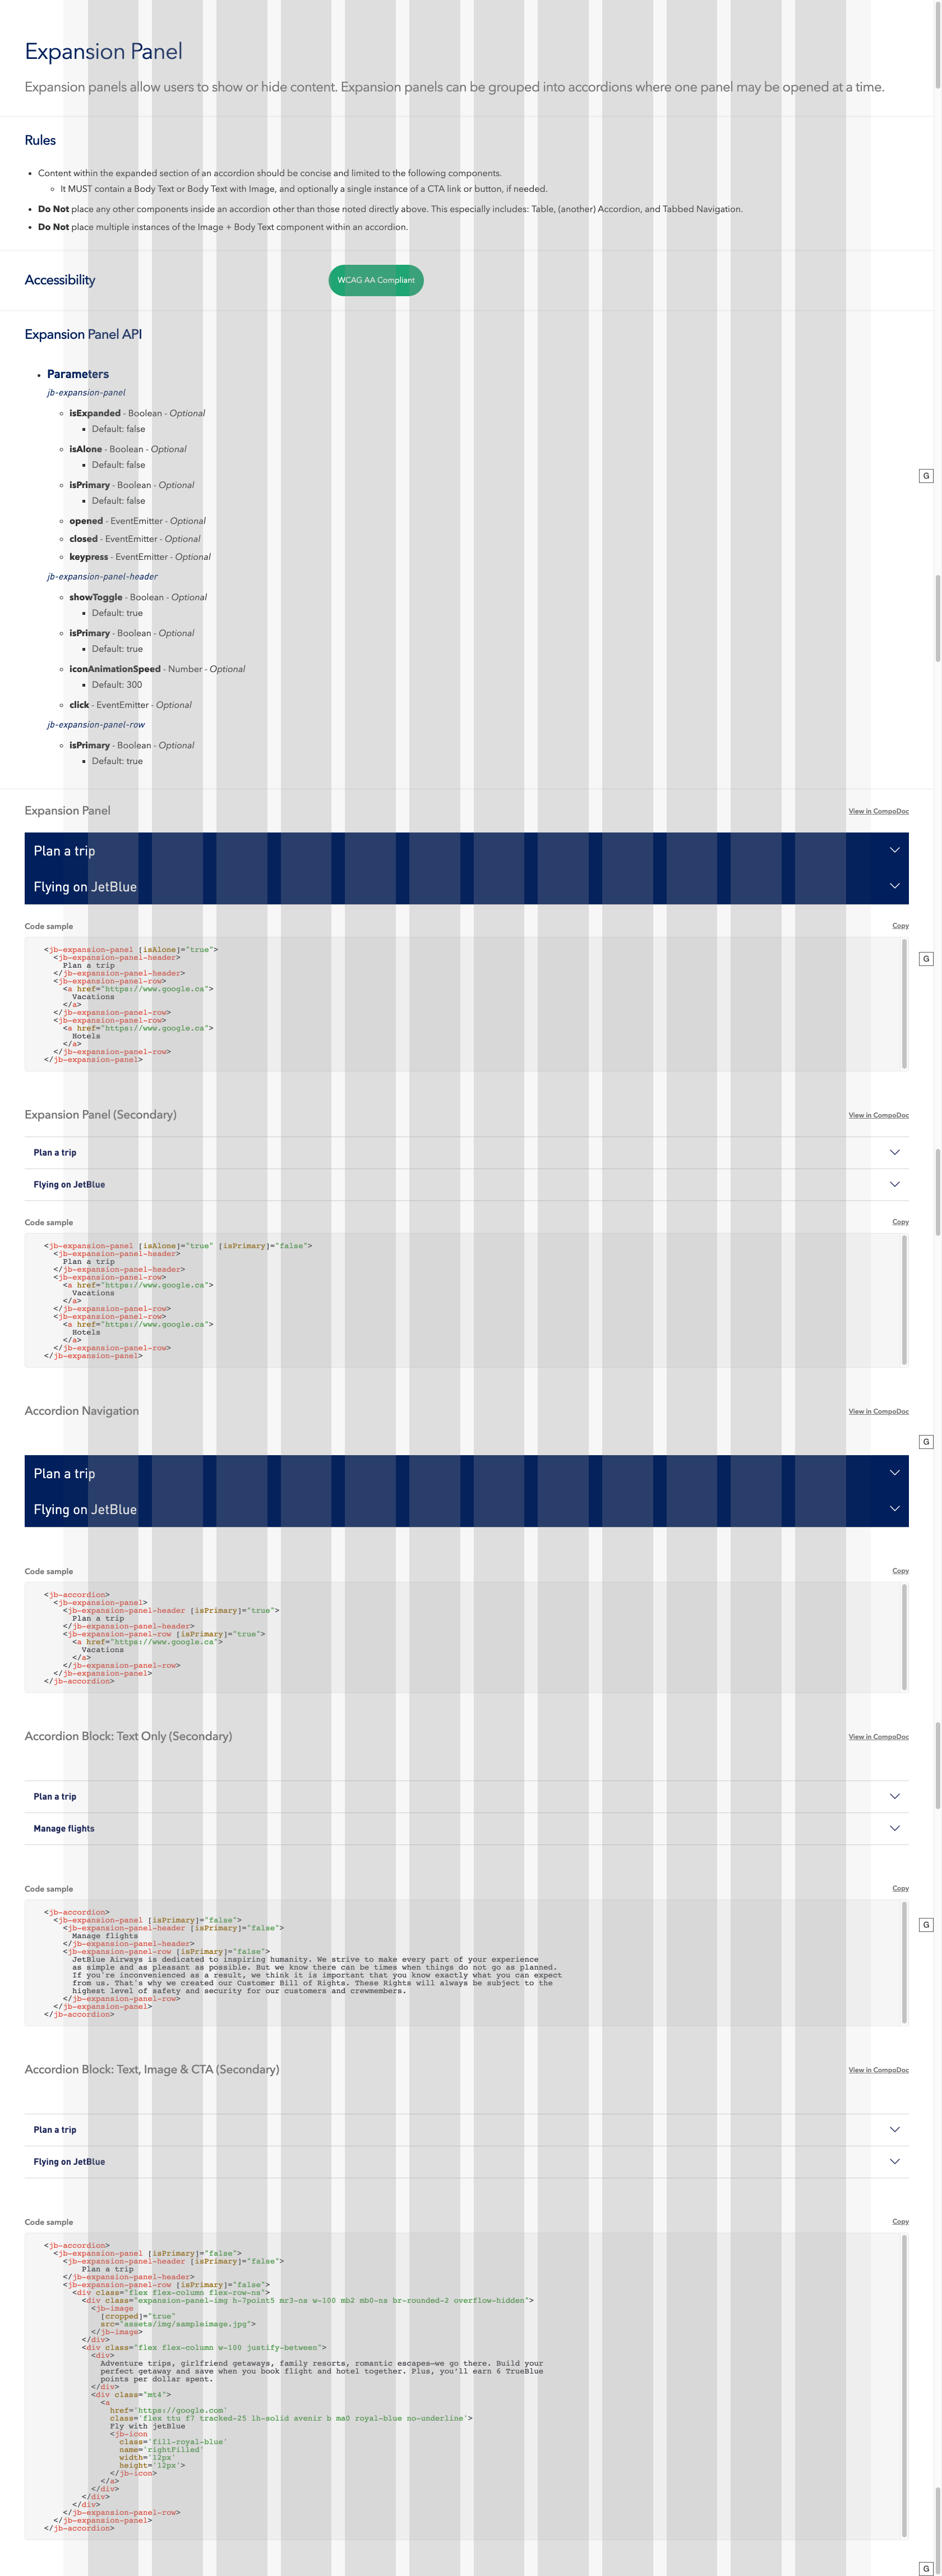 Expansion Panel
Expansion panels allow users to show or hide content. Expansion panels can be grouped into accordions where one panel may be opened at a time.
Rules
Content within the expanded section of an accordion should be concise and limited to the following components.
It MUST contain a Body Text or Body Text with Image, and optionally a single instance of a CTA link or button, if needed.
Do Not place any other components inside an accordion other than those noted directly above. This especially includes: Table, (another) Accordion, and Tabbed Navigation.
Do Not place multiple instances of the Image + Body Text component within an accordion.
Accessibility
WCAG AA Compliant
Expansion Panel API
Parameters
jb-expansion-panel
isExpanded - Boolean - Optional
Default: false
isAlone - Boolean - Optional
Default: false
isPrimary - Boolean - Optional
Default: false
G
opened - EventEmitter - Optional
closed - EventEmitter - Optional
keypress - EventEmitter - Optional
jb-expansion-panel-header
showToggle - Boolean - Optional
Default: true
isPrimary - Boolean - Optional
Default: true
iconAnimationSpeed - Number - Optional
Default: 300
click - EventEmitter - Optional
jb-expansion-panel-row
isPrimary - Boolean - Optional
Default: true
Expansion Panel
View in CompoDoc
Plan a trip
Flying on JetBlue
Code sample
Copy
<jb-expansion-panel [isAlone]="true">
<jb-expansion-panel-header>
Plan a trip
</jb-expansion-panel-header>
<jb-expansion-panel-row>
<a href="https://www.google.ca">
Vacations
</a>
</jb-expansion-panel-row>
<jb-expansion-panel-row>
<a href="https://www.google.ca">
Hotels
</a>
</jb-expansion-panel-row>
</jb-expansion-panel>
G
Expansion Panel (Secondary)
View in CompoDoc
Plan a trip
Flying on JetBlue
Code sample
Copy
<jb-expansion-panel [isAlone]="true" [isPrimary]="false">
<jb-expansion-panel-header>
Plan a trip
</jb-expansion-panel-header>
<jb-expansion-panel-row>
<a href="https://www.google.ca">
Vacations
</a>
</jb-expansion-panel-row>
<jb-expansion-panel-row>
<a href="https://www.google.ca">
Hotels
</a>
</jb-expansion-panel-row>
</jb-expansion-panel>
Accordion Navigation
View in CompoDoc
G
Plan a trip
Flying on JetBlue
Code sample
Copy
<jb-accordion>
<jb-expansion-panel>
<jb-expansion-panel-header [isPrimary]="true">
Plan a trip
</jb-expansion-panel-header>
<jb-expansion-panel-row [isPrimary]="true">
<a href="https://www.google.ca">
Vacations
</a>
</jb-expansion-panel-row>
</jb-expansion-panel>
</jb-accordion>
Accordion Block: Text Only (Secondary)
View in CompoDoc
Plan a trip
Manage flights
Code sample
Copy
<jb-accordion>
<jb-expansion-panel [isPrimary]="false">
<jb-expansion-panel-header [isPrimary]="false">
Manage flights
</jb-expansion-panel-header>
<jb-expansion-panel-row [isPrimary]="false">
JetBlue Airways is dedicated to inspiring humanity. We strive to make every part of your experience
as simple and as pleasant as possible. But we know there can be times when things do not go as planned.
If you're inconvenienced as a result, we think it is important that you know exactly what you can expect
from us. That's why we created our Customer Bill of Rights. These Rights will always be subject to the
highest level of safety and security for our customers and crewmembers.
</jb-expansion-panel-row>
</jb-expansion-panel>
</jb-accordion>
G
Accordion Block: Text, Image & CTA (Secondary)
View in CompoDoc
Plan a trip
Flying on JetBlue
Code sample
Copy
<jb-accordion>
<jb-expansion-panel [isPrimary]="false">
<jb-expansion-panel-header [isPrimary]="false">
Plan a trip
</jb-expansion-panel-header>
<jb-expansion-panel-row [isPrimary]="false">
<div class="flex flex-column flex-row-ns">
<div class="expansion-panel-img h-7point5 mr3-ns w-100 mb2 mb0-ns br-rounded-2 overflow-hidden">
<jb-image
[cropped]="true"
src="assets/img/sampleimage.jpg">
</jb-image>
</div>
<div class="flex flex-column w-100 justify-between">
<div>
Adventure trips, girlfriend getaways, family resorts, romantic escapes—we go there. Build your
perfect getaway and save when you book flight and hotel together. Plus, you'll earn 6 TrueBlue
points per dollar spent.
</div>
<div class="mt4">
<a
href='https://google.com'
class='flex ttu f7 tracked-25 lh-solid avenir b ma0 royal-blue no-underline'>
Fly with jetBlue
<jb-icon
class='fill-royal-blue'
name='rightFilled'
width='12px'
height='12px'>
</jb-icon>
</a>
</div>
</div>
</div>
</jb-expansion-panel-row>
</jb-expansion-panel>
</jb-accordion>
G